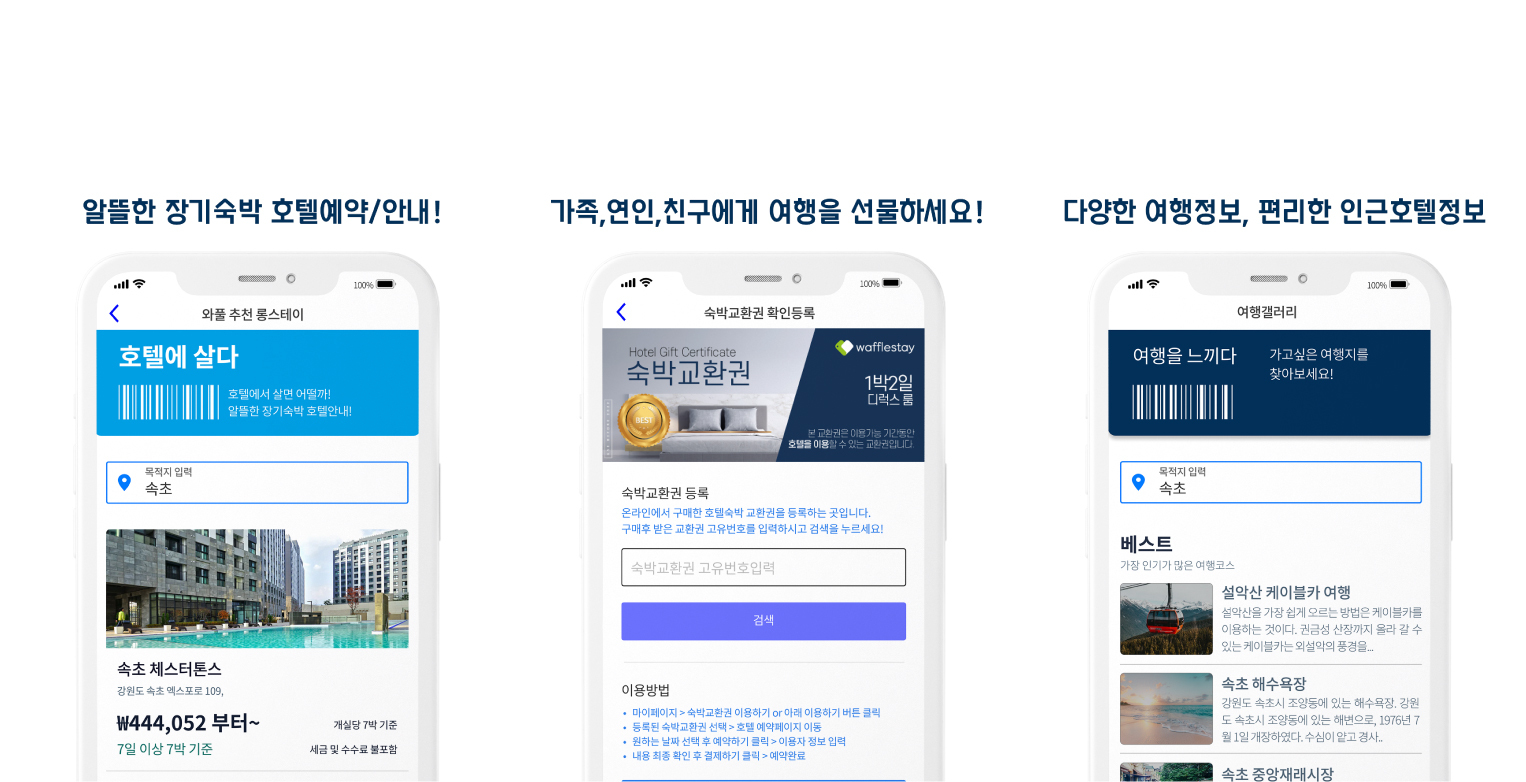 알뜰한 장기숙박 호텔예약/안내!
100%
와풀 추천 롱스테이
호텔에 살다
호텔에서 살면 어떨까!
알뜰한 장기숙박 호텔안내!
목적지 입력
속초
속초 체스터톤스
강원도 속초 엑스포로 109,
₩444,052 부터~
개실당 7박 기준
7일 이상 7박 기준
세금 및 수수료 불포함
가족,연인,친구에게 여행을 선물하세요!
100%
숙박교환권 확인등록
Hotel Gift Certificate
숙박교환권
BEST
wafflestay
1박2일
디럭스 룸
본 교환권은 이용가능 기간동안
호텔을 이용할 수 있는 교환권입니다.
숙박교환권 등록
온라인에서 구매한 호텔숙박 교환권을 등록하는 곳입니다.
구매후 받은 교환권 고유번호를 입력하시고 검색을 누르세요!
숙박교환권 고유번호입력
검색
이용방법
• 마이페이지 > 숙박교환권 이용하기 or 아래 이용하기 버튼 클릭
• 등록된 숙박교환권 선택 > 호텔 예약페이지 이동
• 원하는 날짜 선택 후 예약하기 클릭 > 이용자 정보 입력
• 내용 최종 확인 후 결제하기 클릭 > 예약완료
다양한 여행정보, 편리한 인근호텔정보
100%
여행갤러리
여행을 느끼다
가고싶은 여행지를
찾아보세요!
목적지 입력
속초
베스트
가장 인기가 많은 여행코스
설악산 케이블카 여행
설악산을 가장 쉽게 오르는 방법은 케이블카를
이용하는 것이다. 권금성 산장까지 올라 갈 수
있는 케이블카는 외설악의 풍경을...
속초 해수욕장
강원도 속초시 조양동에 있는 해수욕장. 강원
도 속초시 조양동에 있는 해변으로, 1976년 7
월 1일 개장하였다. 수심이 얕고 경사..
속초 중앙재래시장